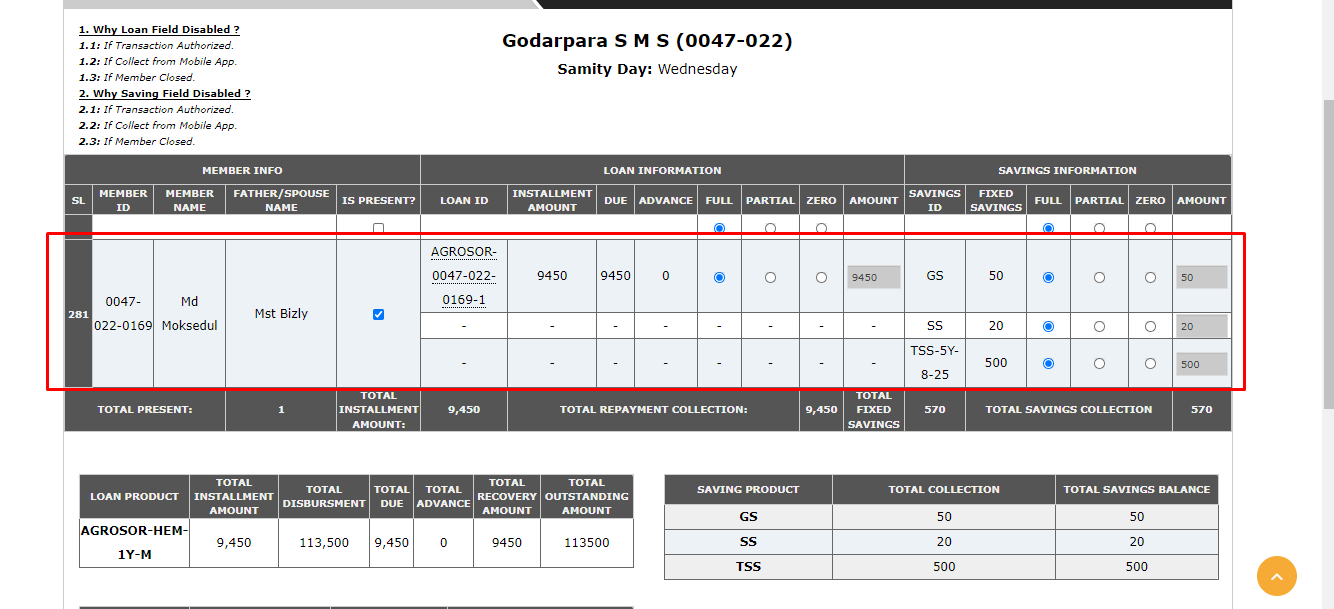 1. Why Loan Field Disabled ?
1.1: If Transaction Authorized.
1.2: If Collect from Mobile App.
1.3: If Member Closed.
2. Why Saving Field Disabled ?
2.1: If Transaction Authorized.
2.2: If Collect from Mobile App.
2.3: If Member Closed.
Godarpara S M S (0047-022)
Samity Day: Wednesday
MEMBER INFO LOAN INFORMATION SAVINGS INFORMATION
SL MEMBER ID MEMBER NAME FATHER/SPOUSE NAME IS PRESENT? LOAN ID INSTALLMENT AMOUNT DUE ADVANCE FULL PARTIAL ZERO AMOUNT SAVINGS ID FIXED SAVINGS FULL PARTIAL ZERO AMOUNT
281 0047-022-0169 Md Moksedul Mst Bizly AGROSOR-0047-022-0169-1 9450 9450 0 9450 GS 50 50
- - - - - - - - SS 20 20
- - - - - - - - TSS-5Y-8-25 500 500
TOTAL PRESENT: 1 TOTAL INSTALLMENT AMOUNT: 9,450 TOTAL REPAYMENT COLLECTION: 9,450 TOTAL FIXED SAVINGS 570 TOTAL SAVINGS COLLECTION 570
LOAN PRODUCT TOTAL INSTALLMENT AMOUNT TOTAL DISBURSMENT TOTAL DUE TOTAL ADVANCE TOTAL RECOVERY AMOUNT TOTAL OUTSTANDING AMOUNT
AGROSOR-HEM-1Y-M 9,450 113,500 9,450 0 9450 113500
SAVING PRODUCT TOTAL COLLECTION TOTAL SAVINGS BALANCE
GS 50 50
SS 20 20
TSS 500 500